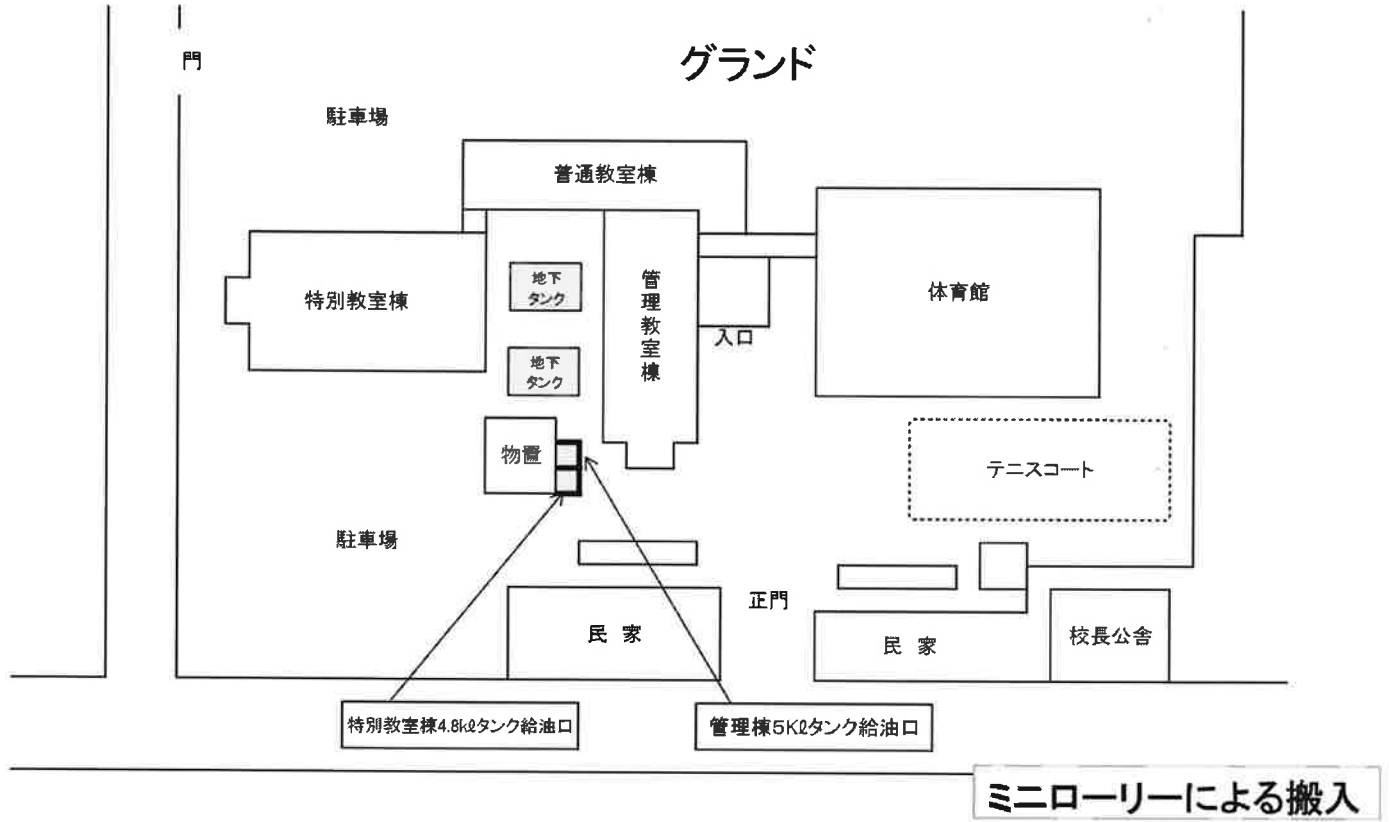 門
グランド
駐車場
普通教室棟
特別教室棟
地下
タンク
管理教室棟
入口
体育館
地下
タンク
物置
テニスコート
駐車場
正門
民 家
民 家
校長公舎
特別教室棟4.8kℓタンク給油口
管理棟5Kℓタンク給油口
ミニローリーによる搬入